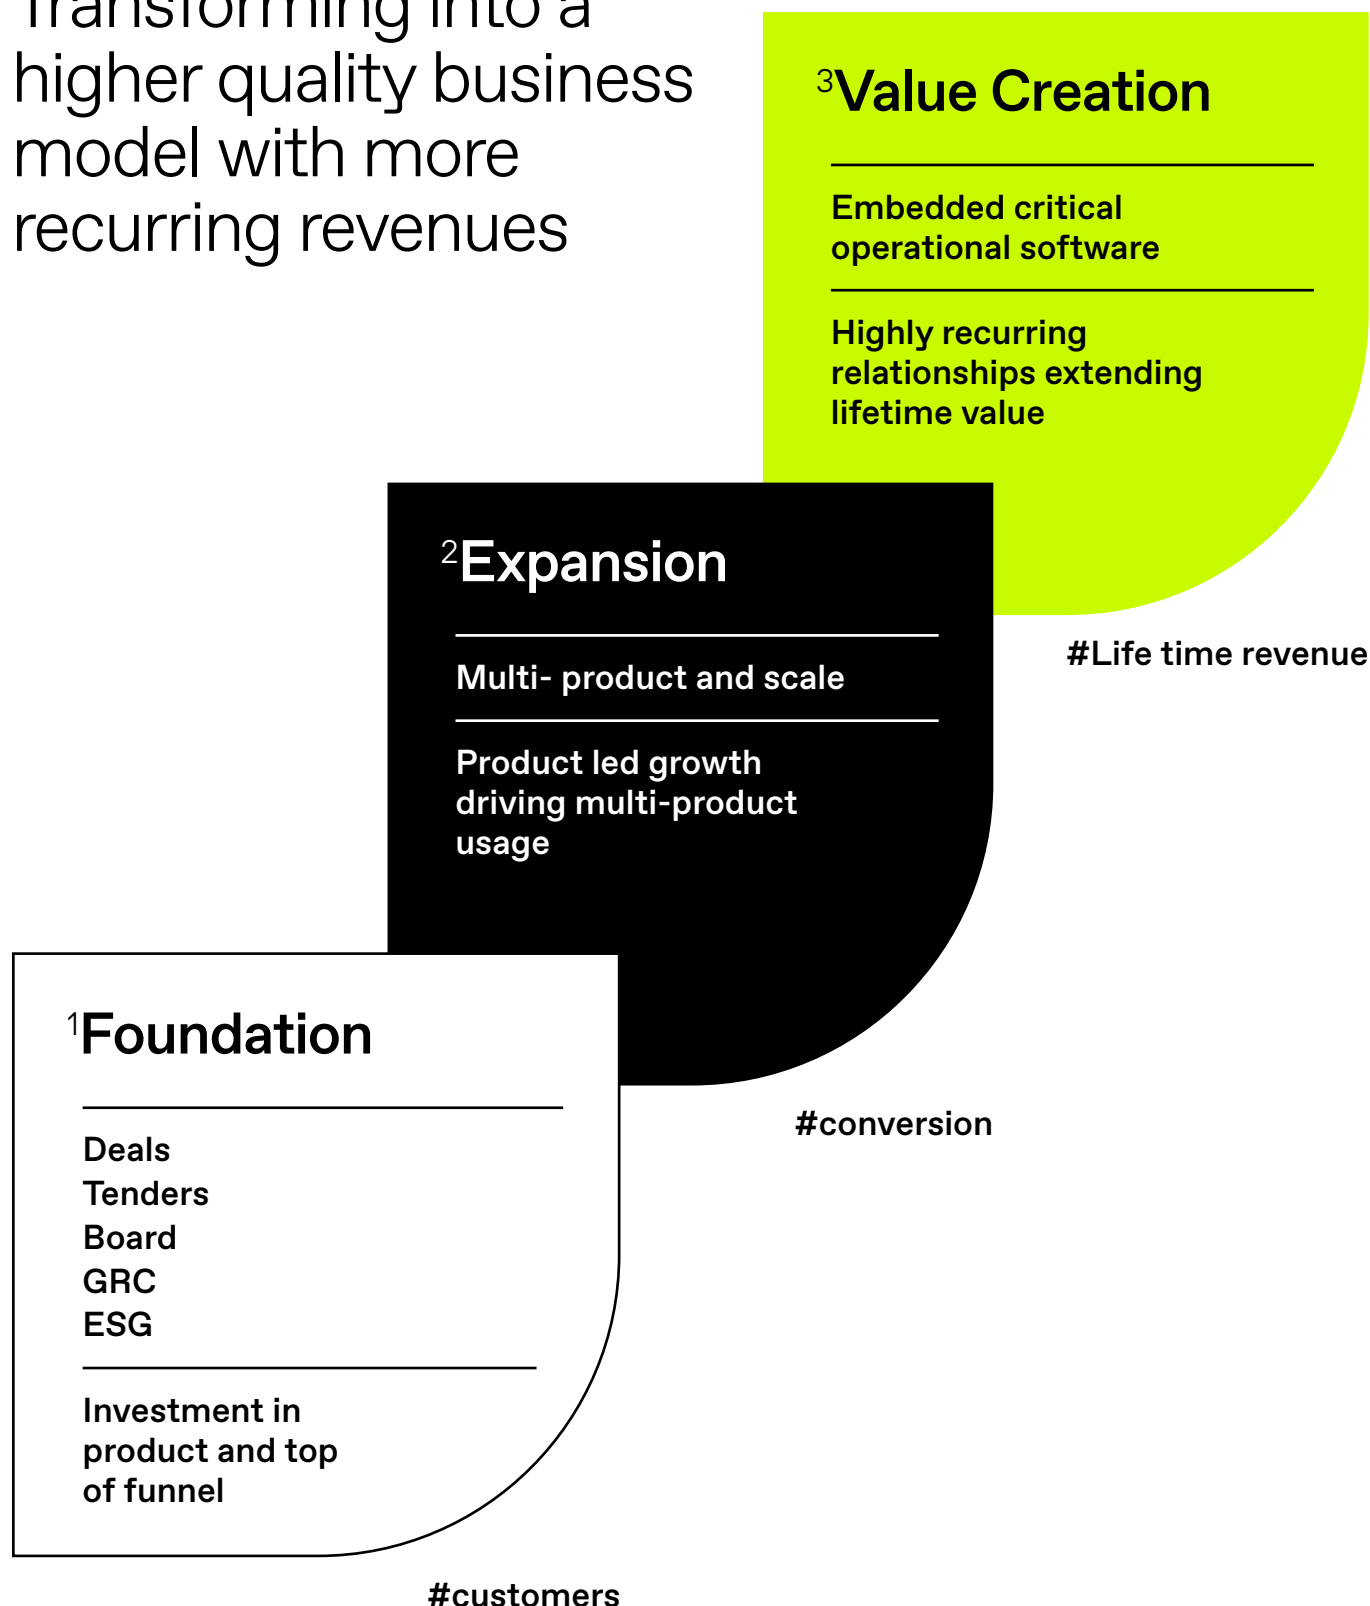 Transforming into a
higher quality business
model with more
recurring revenues
3Value Creation
Embedded critical
operational software
Highly recurring
relationships extending
lifetime value
#Life time revenue
2Expansion
Multi- product and scale
Product led growth
driving multi-product
usage
#conversion
1Foundation
Deals
Tenders
Board
GRC
ESG
Investment in
product and top
of funnel
#customers